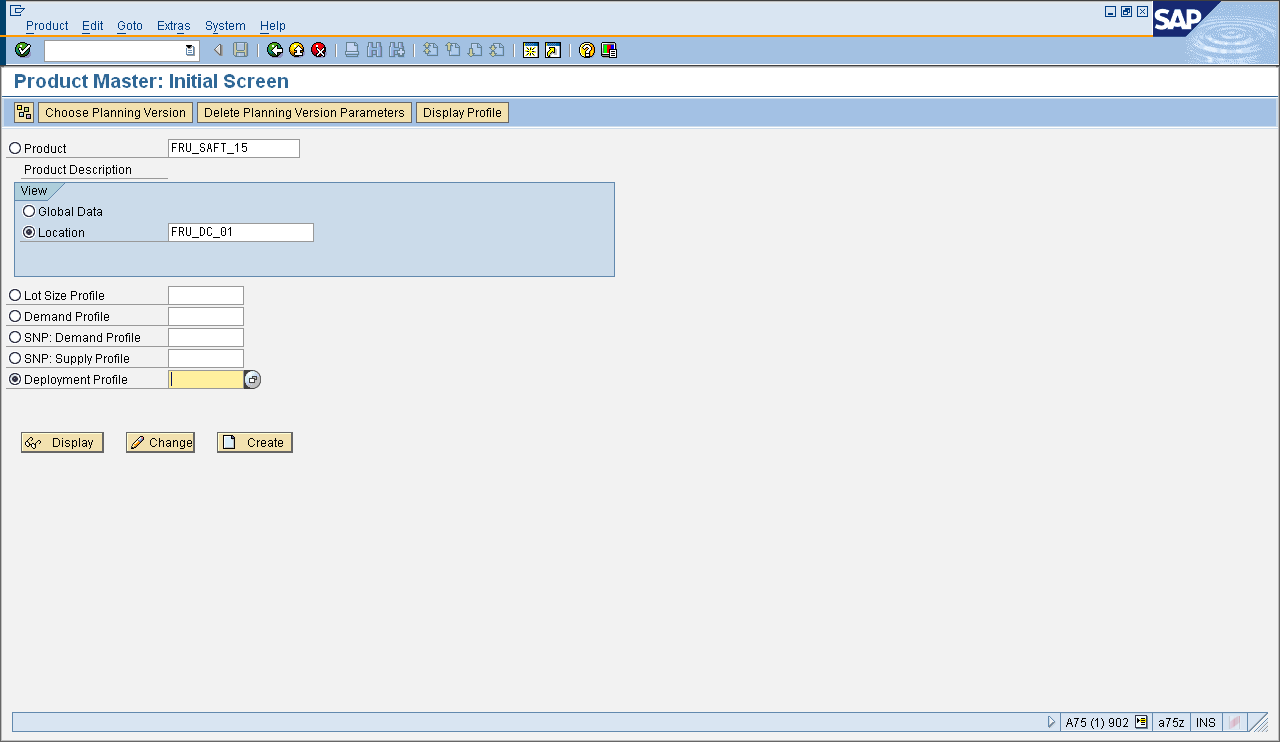 Product Edit Goto Extras System Help
SAP
Product Master: Initial Screen
Choose Planning Version Delete Planning Version Parameters Display Profile
Product FRU_SAFT_15
Product Description
View
Global Data
Location FRU_DC_01
Lot Size Profile
Demand Profile
SNP: Demand Profile
SNP: Supply Profile
Deployment Profile
Display Change Create
A75 (1) 902 a75z INS